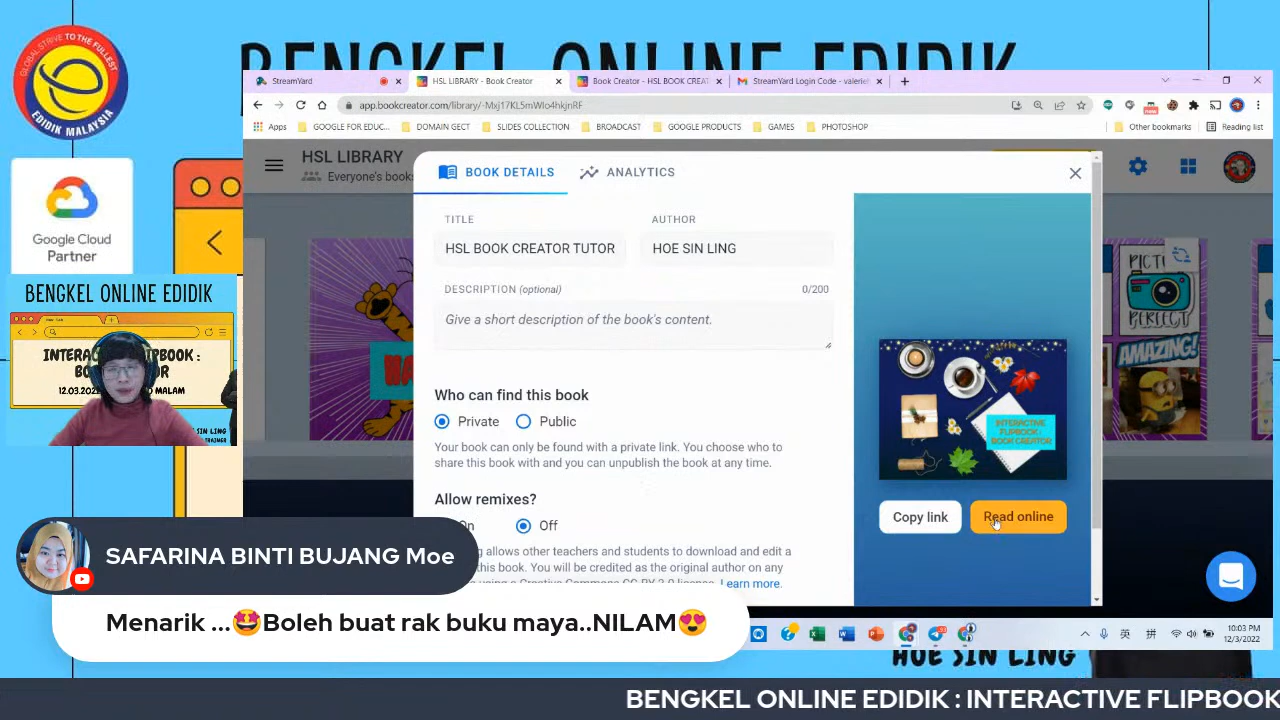 BENGKEL ONLINE EDIDIK
GLOBAL STRIVE TO THE FULLEST
EDIDIK MALAYSIA
Google Cloud
Partner
BENGKEL ONLINE EDIDIK
StreamYard
HSL LIBRARY - Book Creator
Book Creator - HSL BOOK CREAT
StreamYard Login Code - valerie
app.bookcreator.com/library/-Mxj17KL5mWIo4hkjnRF
Apps
GOOGLE FOR EDUC...
DOMAIN GECT
SLIDES COLLECTION
BROADCAST
GOOGLE PRODUCTS
GAMES
PHOTOSHOP
Other bookmarks
Reading list
HSL LIBRARY
Everyone's books
BOOK DETAILS
ANALYTICS
TITLE
AUTHOR
HSL BOOK CREATOR TUTOR
HOE SIN LING
DESCRIPTION (optional)
0/200
Give a short description of the book's content.
Who can find this book
Private
Public
Your book can only be found with a private link. You choose who to
share this book with and you can unpublish the book at any time.
Allow remixes?
On
Off
allows other teachers and students to download and edit a
this book. You will be credited as the original author on any
Learn more.
INTERACTIVE
FLIPBOOK :
BOOK CREATOR
Copy link
Read online
PICTURE
PERFECT
AMAZING!
SAFARINA BINTI BUJANG Moe
Menarik ...🤩Boleh buat rak buku maya..NILAM😍
英
拼
10:03 PM
12/3/2022
HOE SIN LING
BENGKEL ONLINE EDIDIK : INTERACTIVE FLIPBOOK